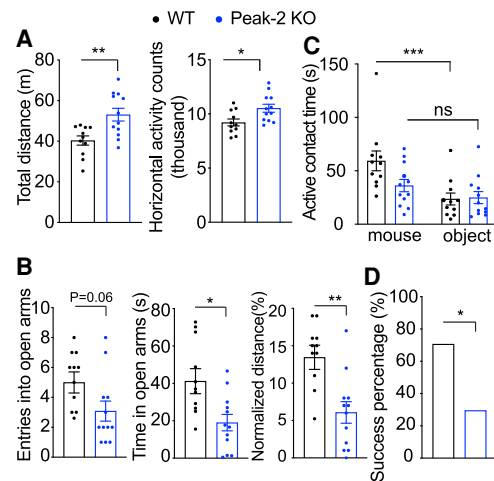 WT Peak-2 KO
A
Total distance (m)
80
60
40
20
0
**
Horizontal activity counts
(thousand)
15
10
5
0
*
C
Active contact time (s)
150
100
50
0
***
ns
mouse object
B
Entries into open arms
10
8
6
4
2
0
P=0.06
Time in open arms (s)
80
60
40
20
0
*
Normalized distance(%)
20
15
10
5
0
**
D
Success percentage (%)
100
80
60
40
20
0
*